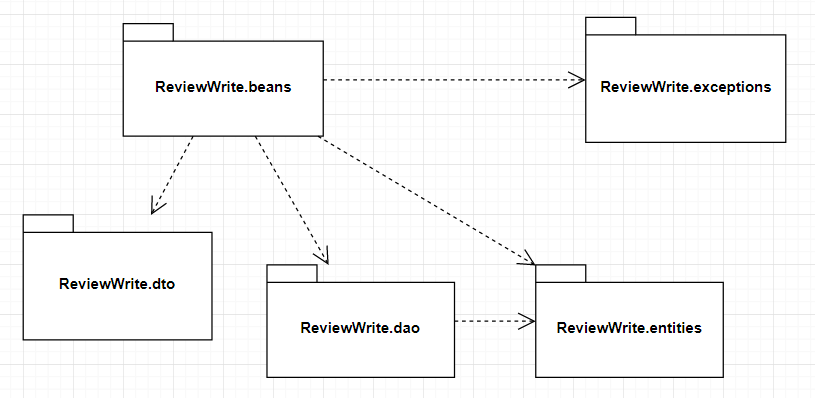 ReviewWrite.beans
ReviewWrite.exceptions
ReviewWrite.dto
ReviewWrite.dao
ReviewWrite.entities